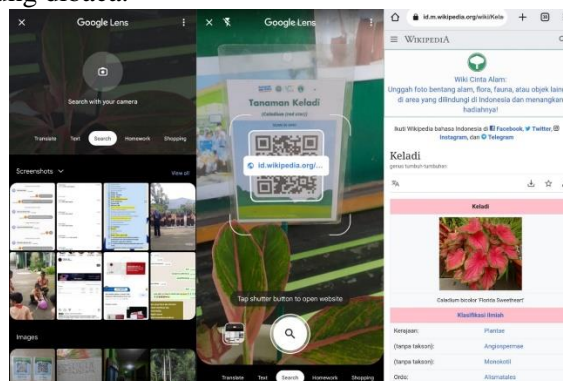 ung dibaca.
Google Lens
Search with your camera
Translate
Text
Search
Homework
Shopping
Screenshots
View all
Images
Google Lens
Tanaman Keladi
id.wikipedia.org/...
Tap shutter button to open website
Translate
Text
Search
Homework
Shopping
id.m.wikipedia.org/wiki/Kela
WIKIPEDIA
Wiki Cinta Alam:
Unggah foto bentang alam, flora, fauna, atau objek lain
di area yang dilindungi di Indonesia dan menangkan
hadiahnya!
Ikuti Wikipedia bahasa Indonesia di Facebook, Twitter,
Instagram, dan Telegram
Keladi
genus tumbuh-tumbuhan
Keladi
Caladium bicolor 'Florida Sweetheart'
Klasifikasi ilmiah
Kerajaan: Plantae
(tanpa takson): Angiospermae
(tanpa takson): Monokotil
Ordo: Alismatales